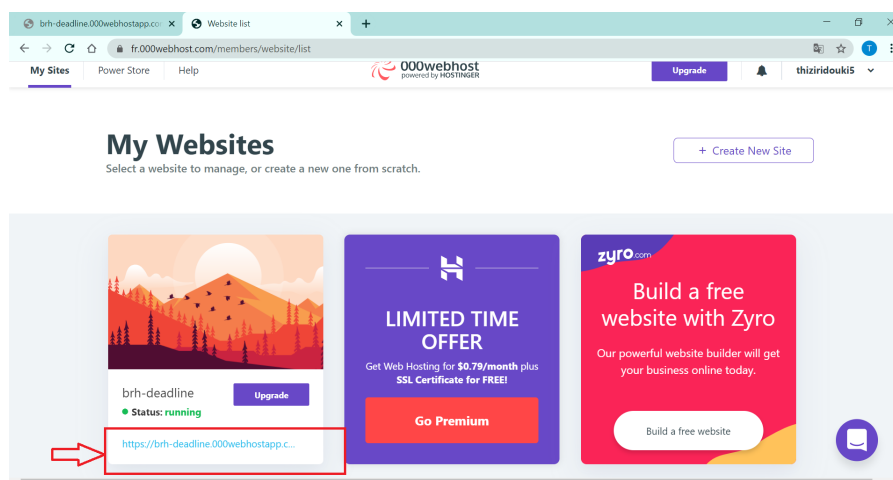 brh-deadline.000webhostapp.com
Website list
fr.000webhost.com/members/website/list
T
My Sites
Power Store
Help
000webhost
powered by HOSTINGER
Upgrade
thiziridouki5
My Websites
Select a website to manage, or create a new one from scratch.
+ Create New Site
brh-deadline
Upgrade
Status: running
https://brh-deadline.000webhostapp.c...
LIMITED TIME
OFFER
Get Web Hosting for $0.79/month plus
SSL Certificate for FREE!
Go Premium
zyro.com
Build a free
website with Zyro
Our powerful website builder will get
your business online today.
Build a free website